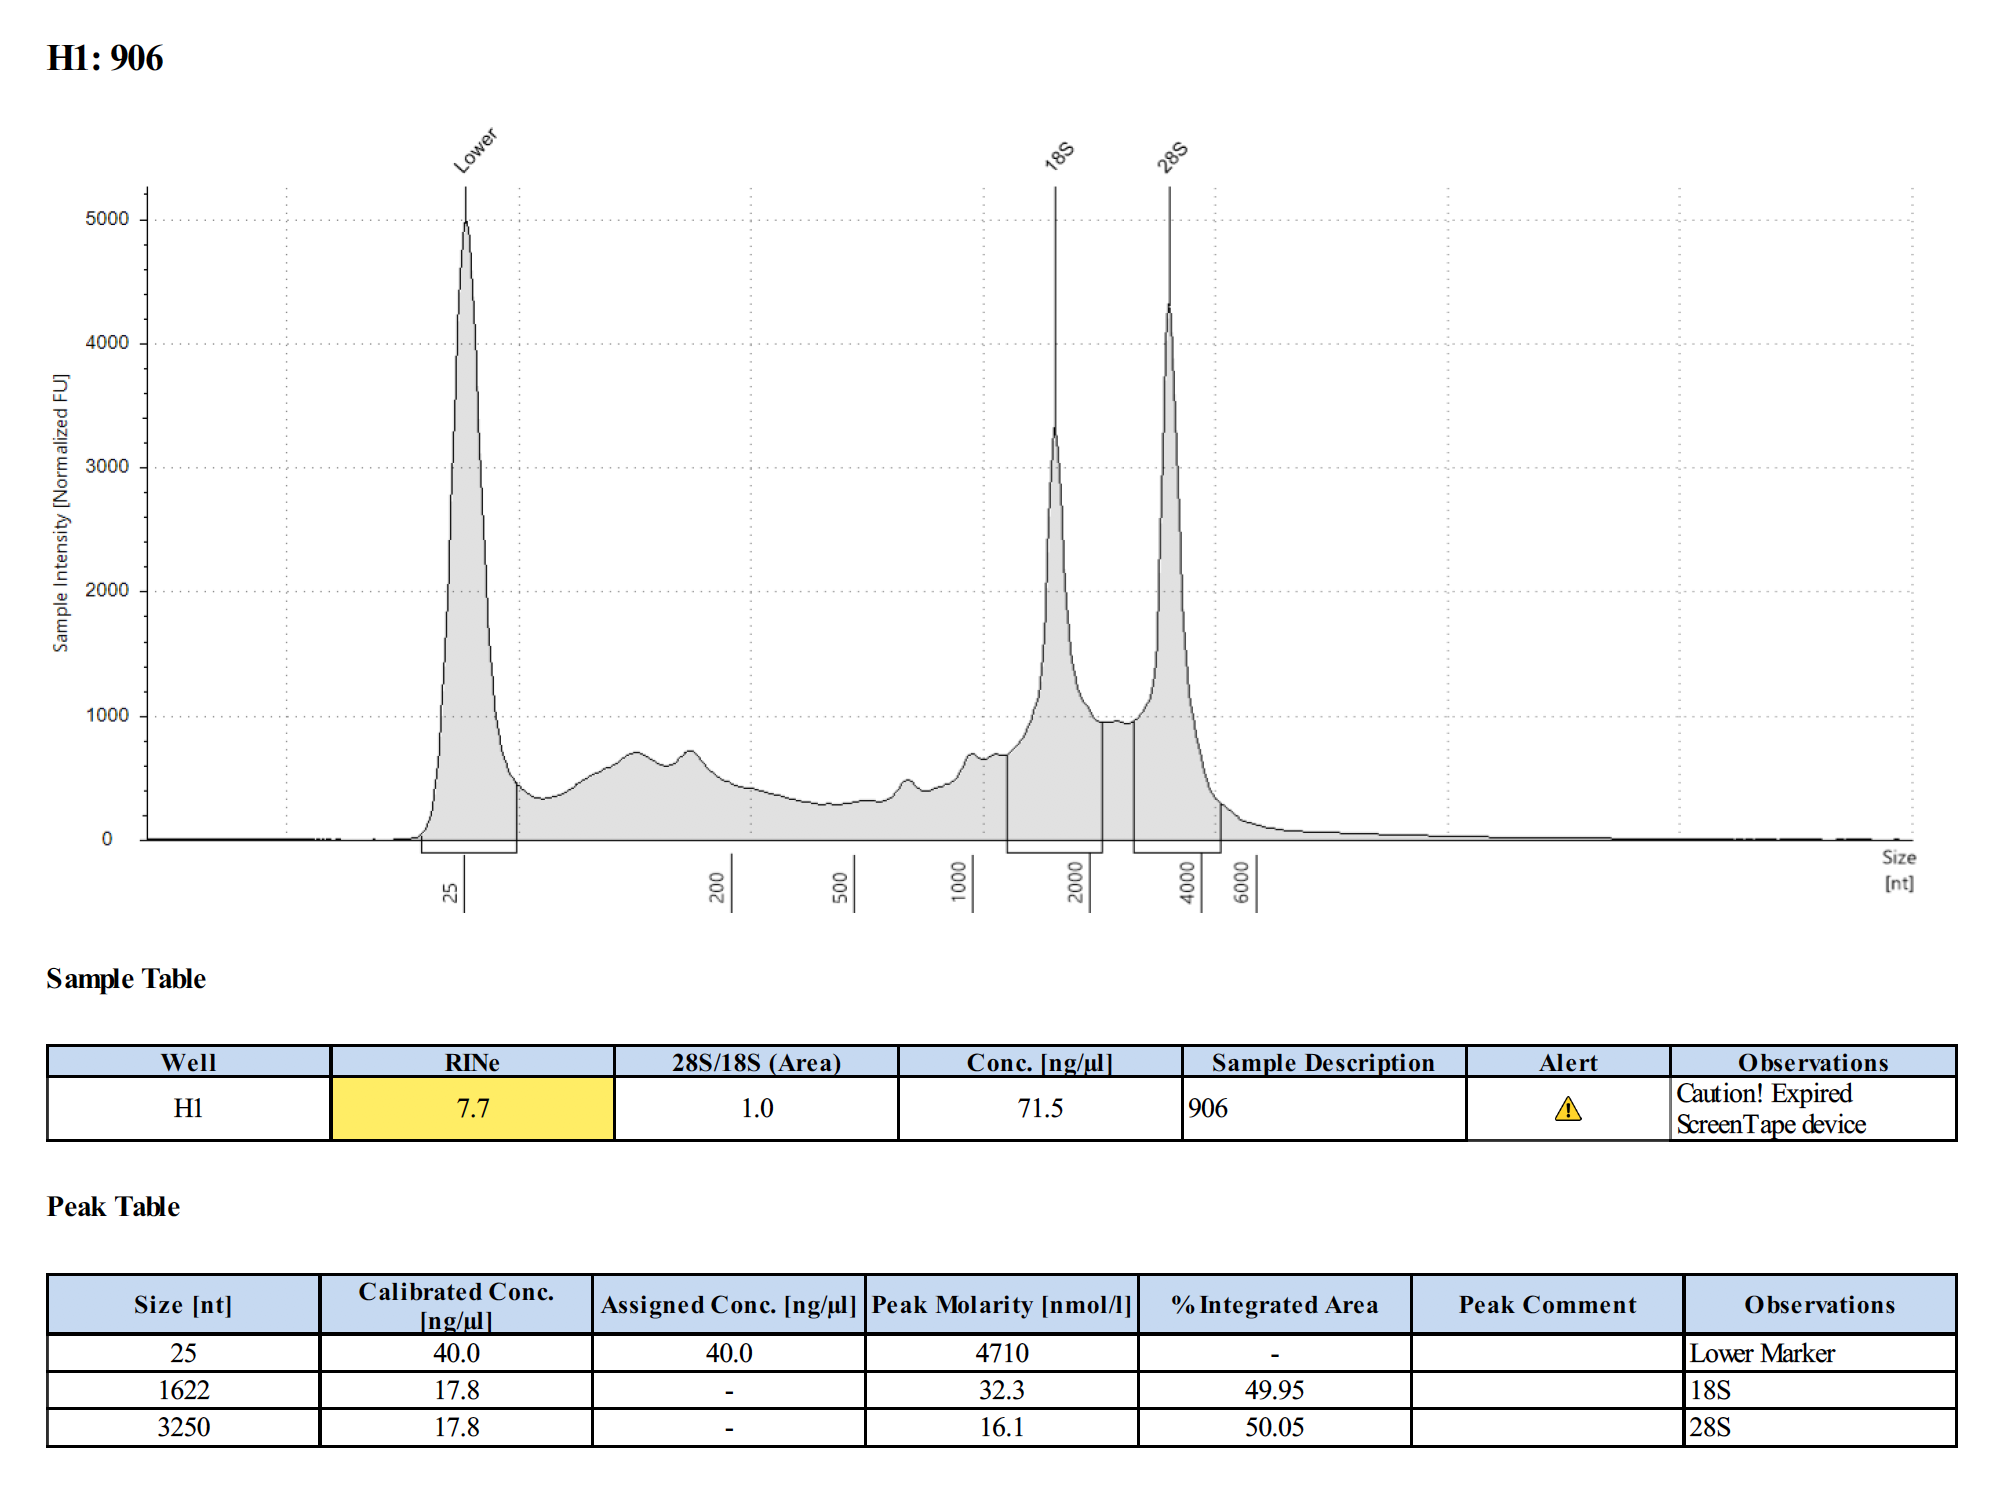 H1: 906
Lower
18S
28S
Sample Intensity [Normalized FU]
5000
4000
3000
2000
1000
0
25
200
500
1000
2000
4000
6000
Size
[nt]
Sample Table
Well RINe 28S/18S (Area) Conc. [ng/µl] Sample Description Alert Observations
H1 7.7 1.0 71.5 906 Caution! Expired
ScreenTape device
Peak Table
Size [nt] Calibrated Conc.
[ng/µl] Assigned Conc. [ng/µl] Peak Molarity [nmol/l] % Integrated Area Peak Comment Observations
25 40.0 40.0 4710 - Lower Marker
1622 17.8 - 32.3 49.95 18S
3250 17.8 - 16.1 50.05 28S